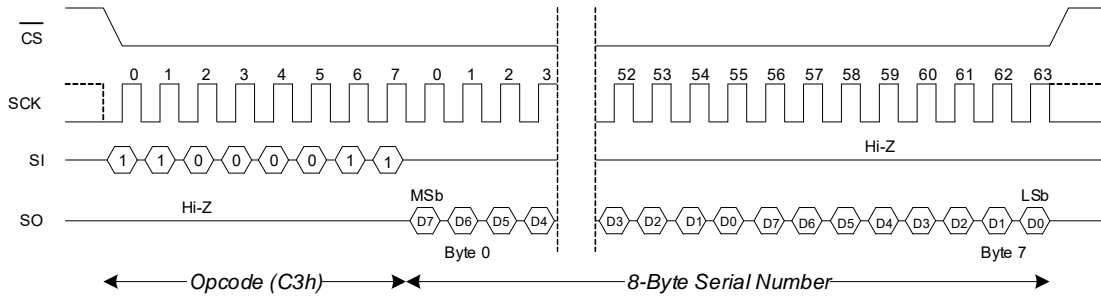 CS
0 1 2 3 4 5 6 7 0 1 2 3 52 53 54 55 56 57 58 59 60 61 62 63
SCK
Hi-Z
SI 1 1 0 0 0 0 1 1
Hi-Z MSb LSb
SO D7 D6 D5 D4 D3 D2 D1 D0 D7 D6 D5 D4 D3 D2 D1 D0
Byte 0 Byte 7
Opcode (C3h) 8-Byte Serial Number